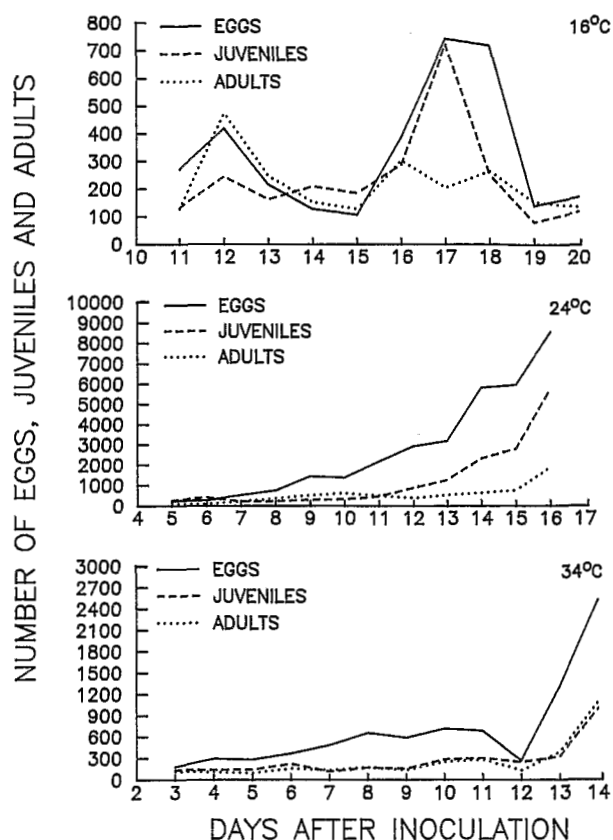 NUMBER OF EGGS, JUVENILES AND ADULTS
800
700
600
500
400
300
200
100
0
EGGS
JUVENILES
ADULTS
16°C
10 11 12 13 14 15 16 17 18 19 20
10000
9000
8000
7000
6000
5000
4000
3000
2000
1000
0
EGGS
JUVENILES
ADULTS
24°C
4 5 6 7 8 9 10 11 12 13 14 15 16 17
3000
2700
2400
2100
1800
1500
1200
900
600
300
0
EGGS
JUVENILES
ADULTS
34°C
2 3 4 5 6 7 8 9 10 11 12 13 14
DAYS AFTER INOCULATION